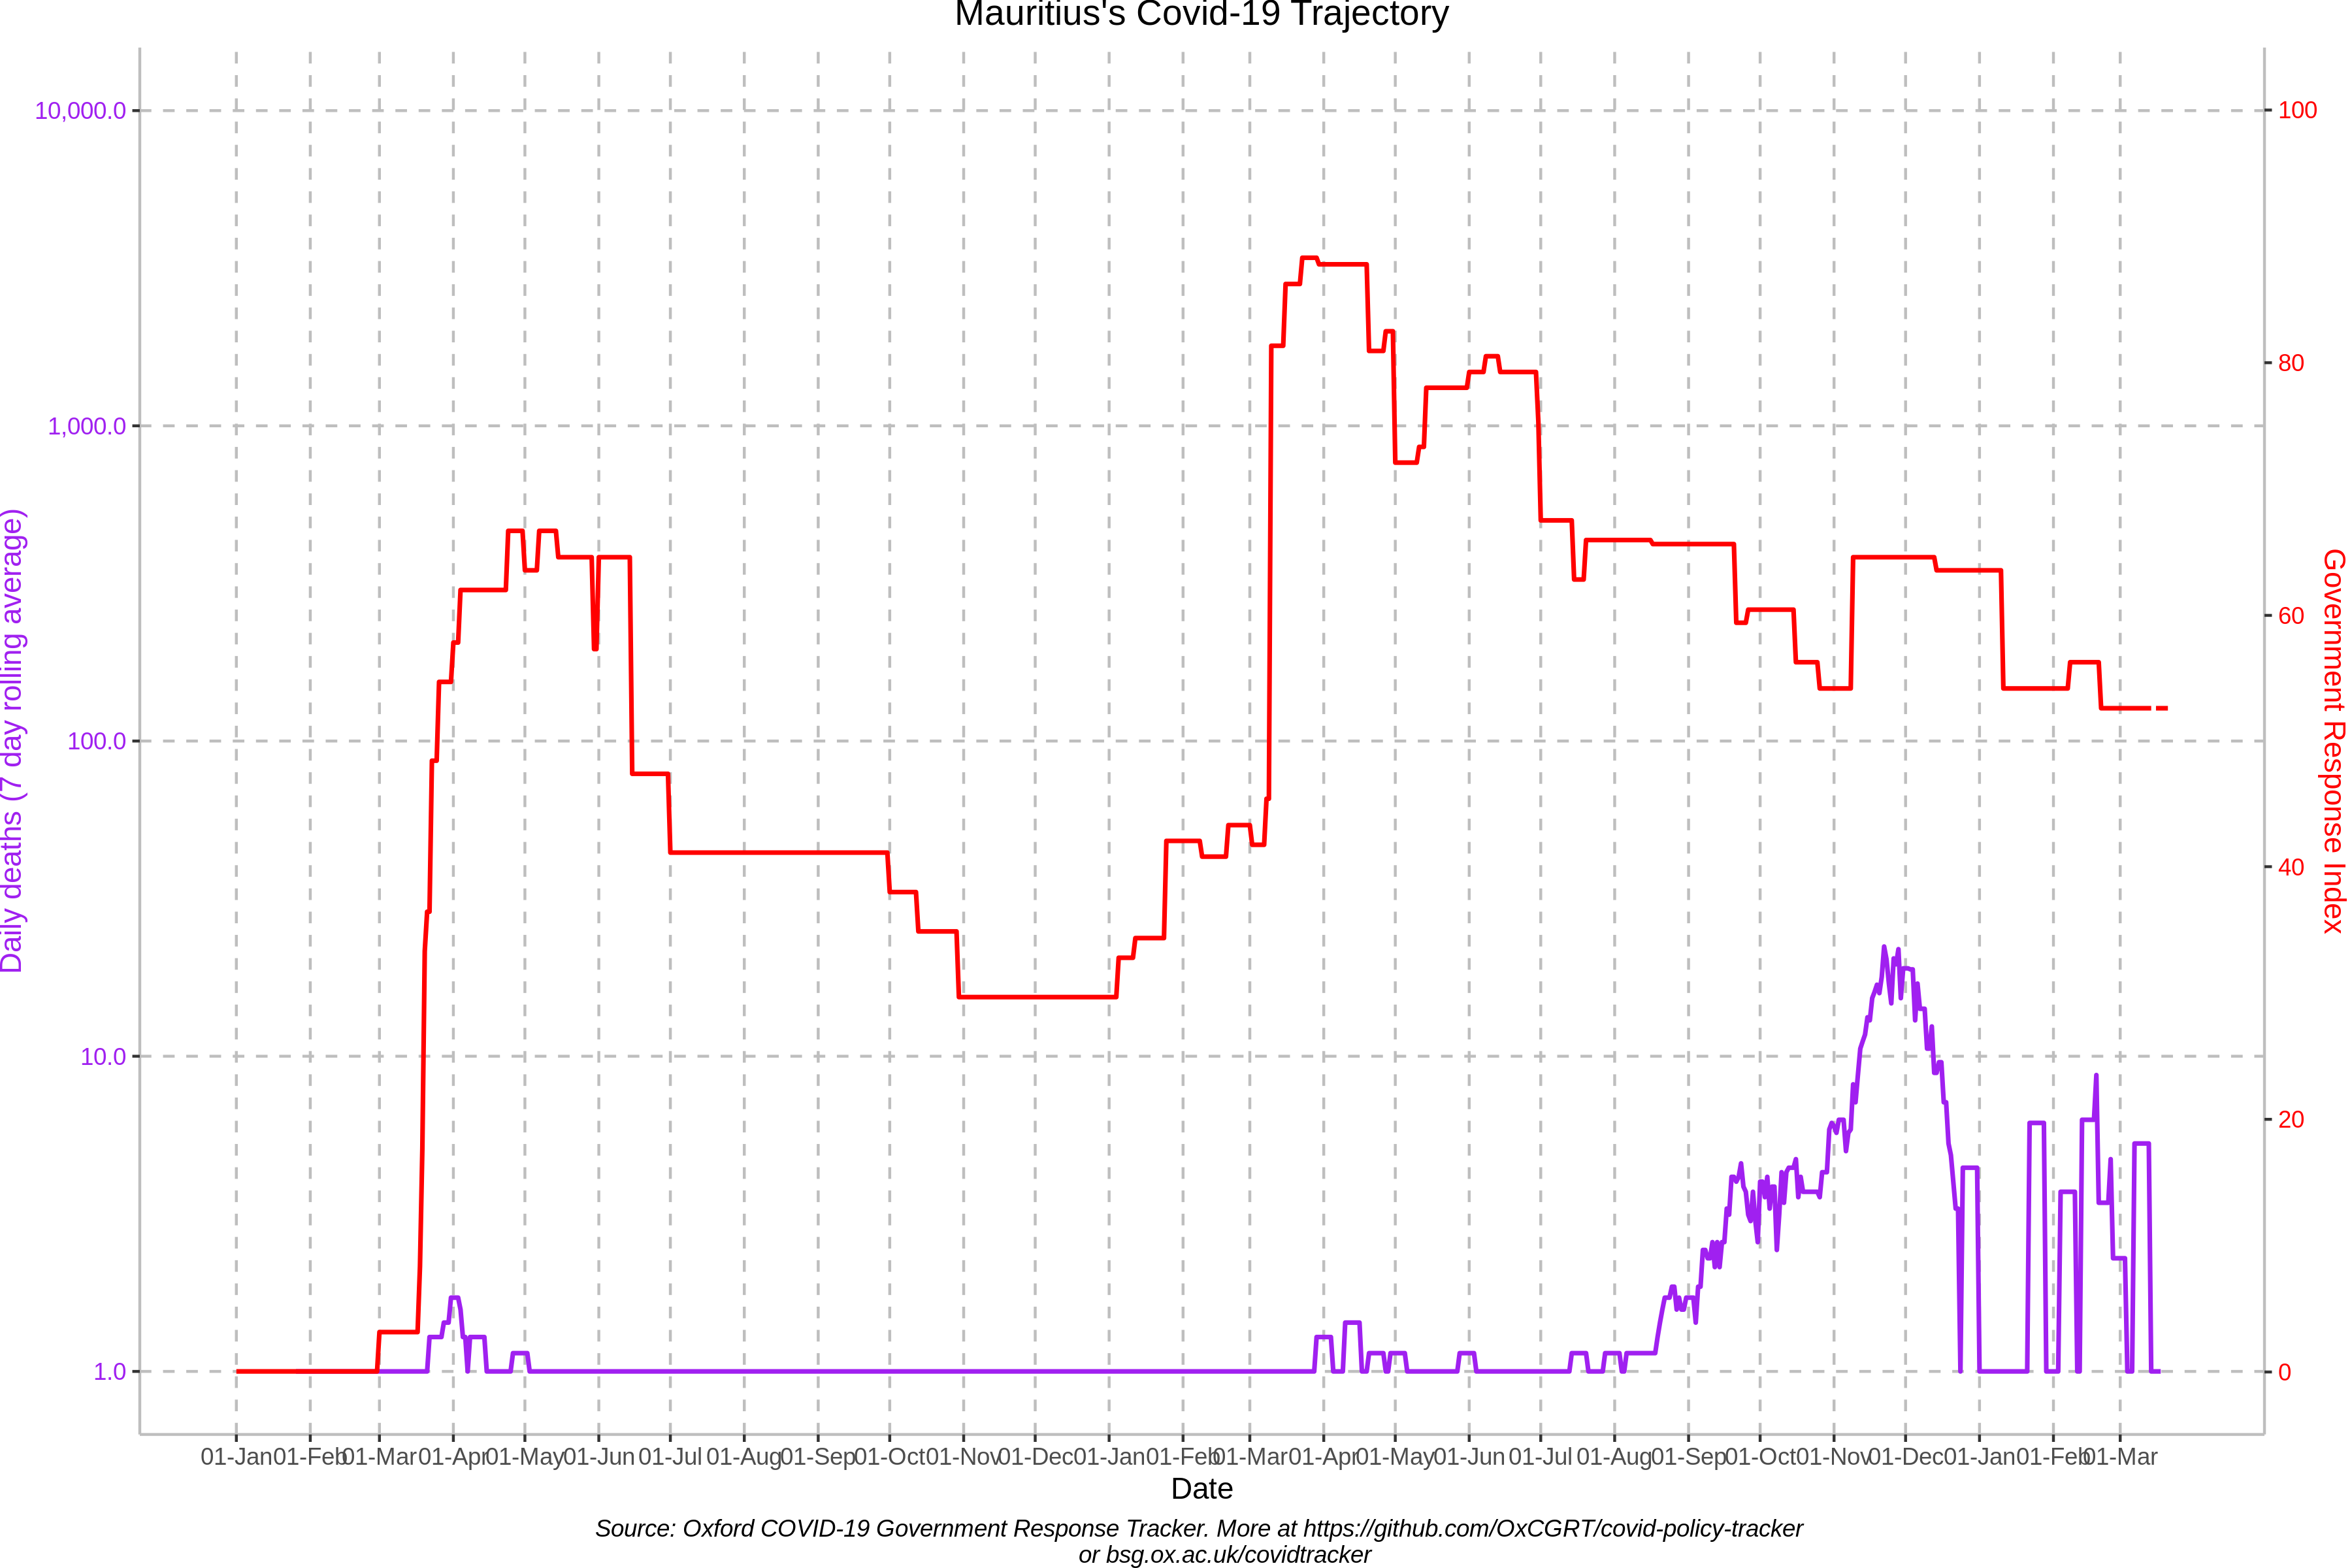 Mauritius's Covid-19 Trajectory
10,000.0
1,000.0
100.0
10.0
1.0
Daily deaths (7 day rolling average)
100
80
60
40
20
0
Government Response Index
01-Jan 01-Feb 01-Mar 01-Apr 01-May 01-Jun 01-Jul 01-Aug 01-Sep 01-Oct 01-Nov 01-Dec 01-Jan 01-Feb 01-Mar 01-Apr 01-May 01-Jun 01-Jul 01-Aug 01-Sep 01-Oct 01-Nov 01-Dec 01-Jan 01-Feb 01-Mar
Date
Source: Oxford COVID-19 Government Response Tracker. More at https://github.com/OxCGRT/covid-policy-tracker
or bsg.ox.ac.uk/covidtracker